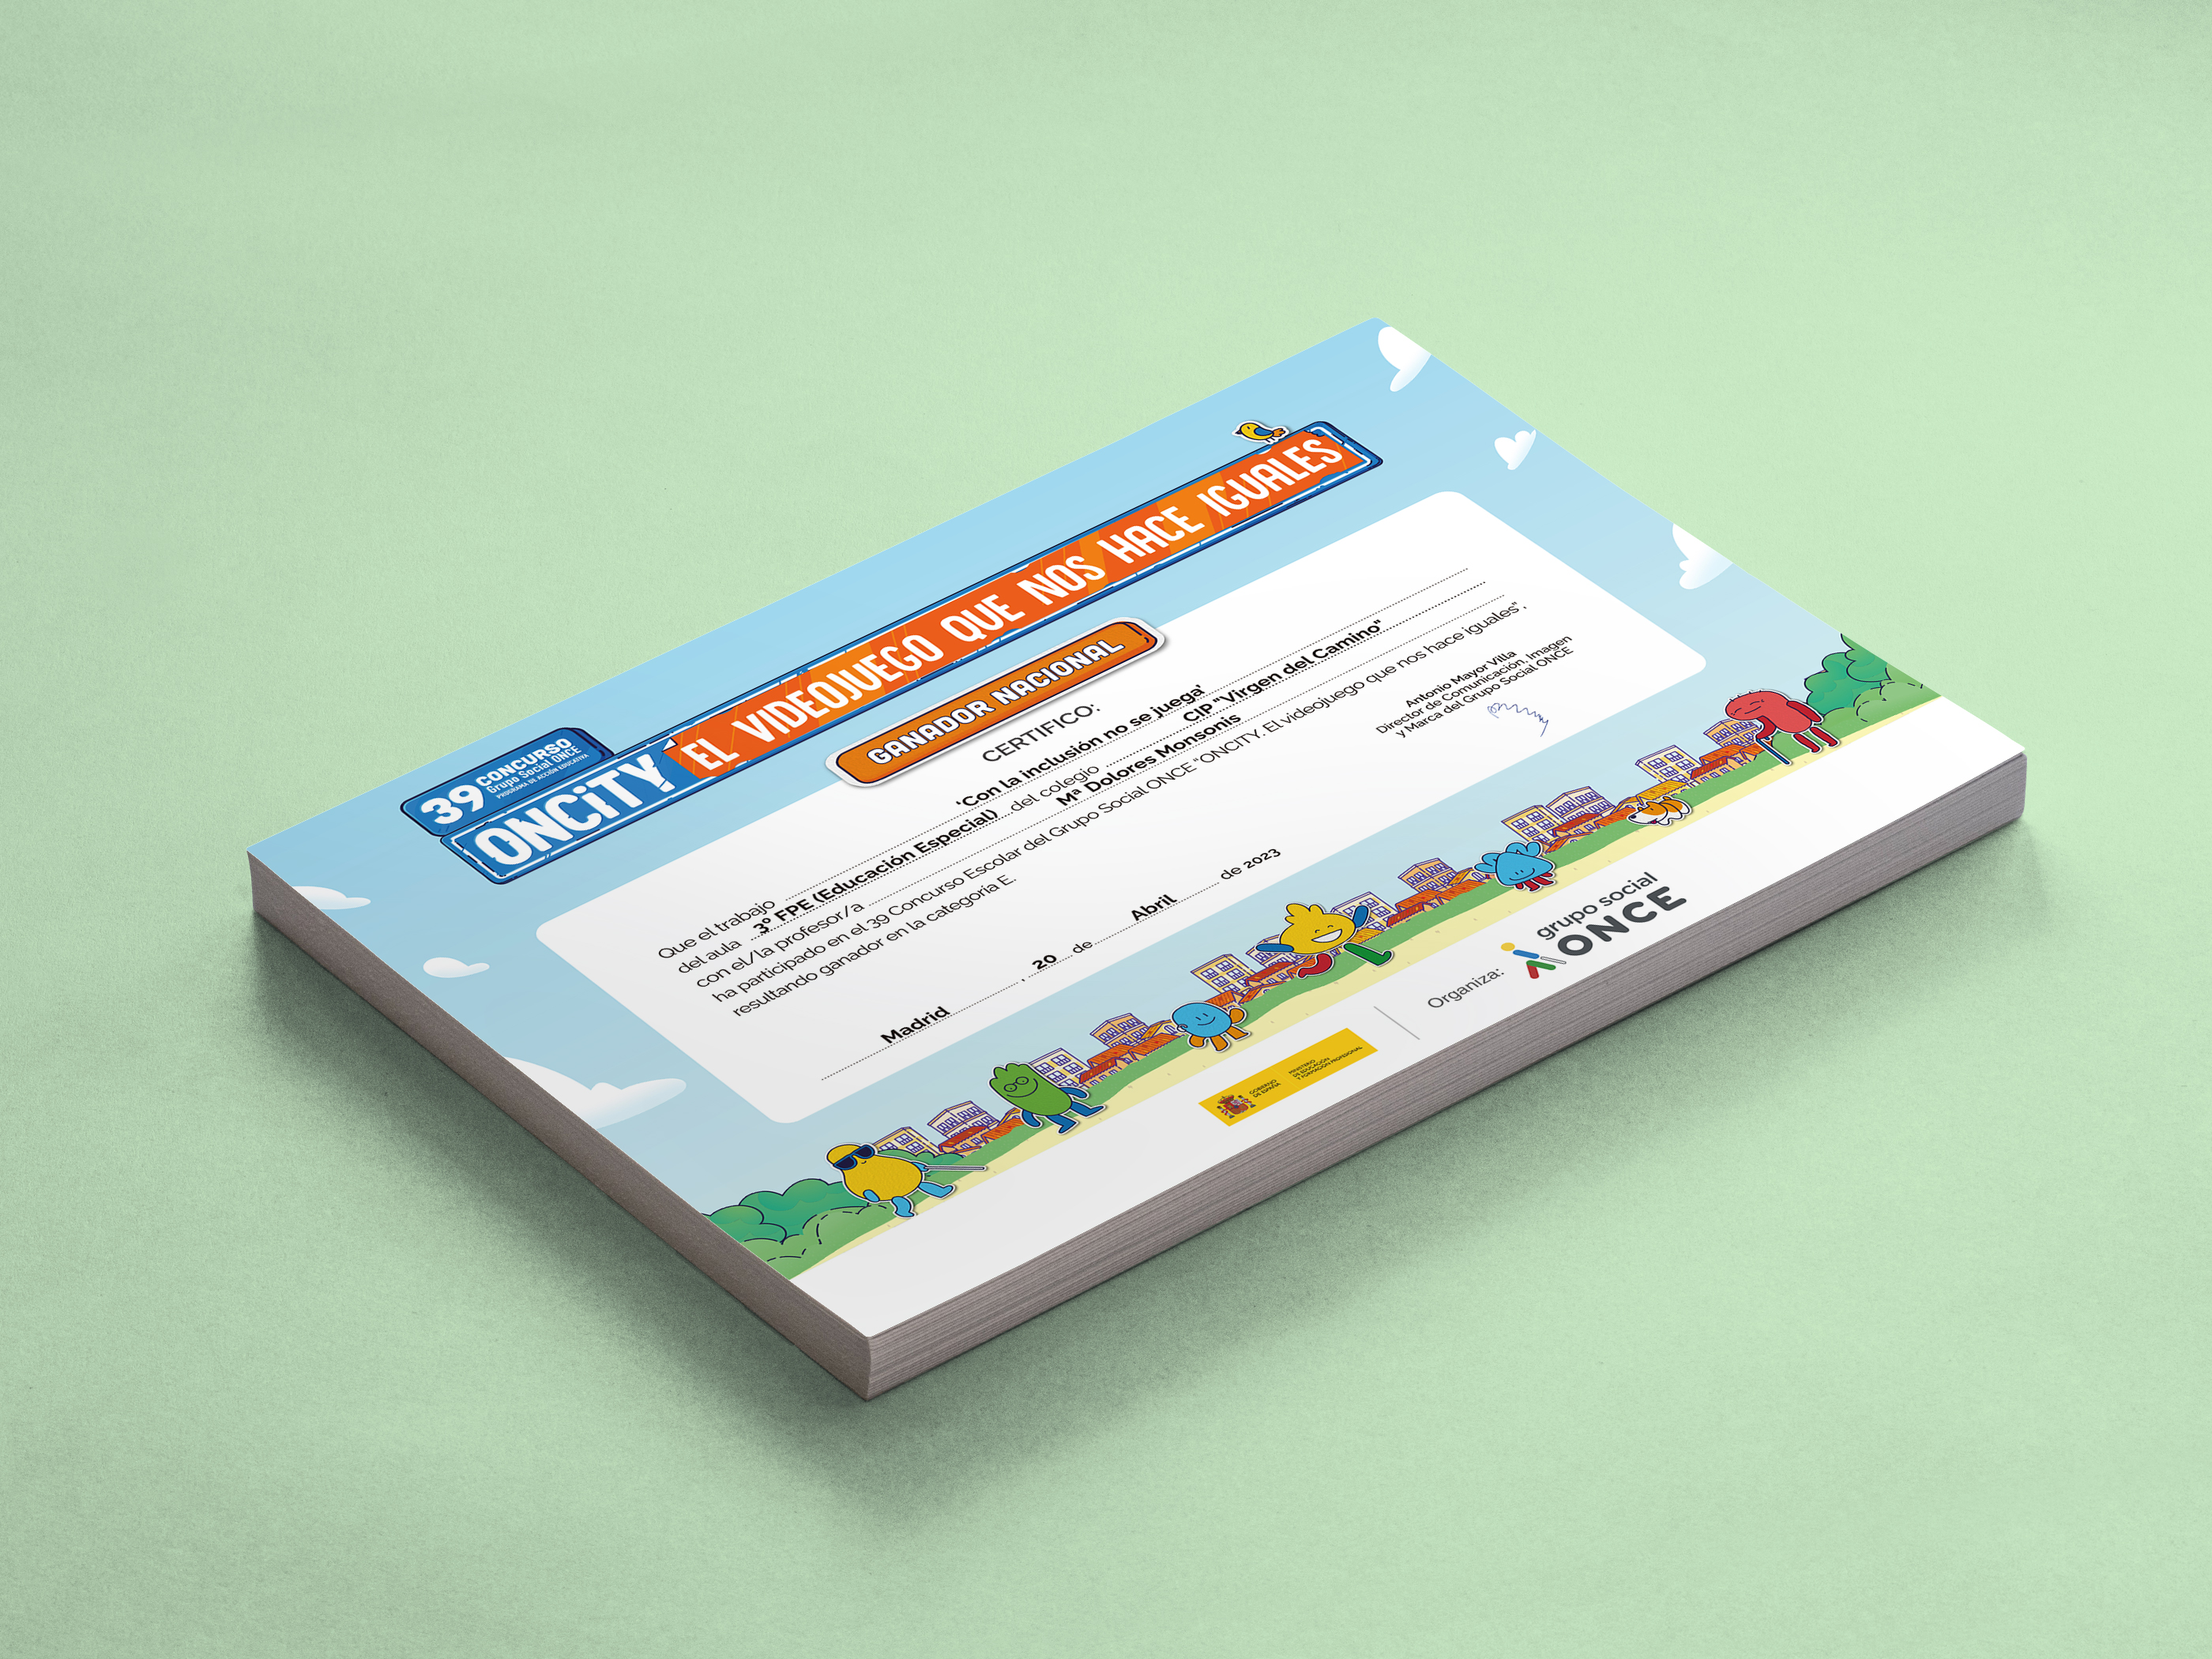 39 CONCURSO
Grupo Social ONCE
PROGRAMA DE ACCIÓN EDUCATIVA
ONCiTY EL VIDEOJUEGO QUE NOS HACE IGUALES
GANADOR NACIONAL
CERTIFICO:
Que el trabajo 'Con la inclusión no se juega'
del aula 3º FPE (Educación Especial) del colegio CIP "Virgen del Camino"
con el/la profesor/a Mª Dolores Monsonis
ha participado en el 39 Concurso Escolar del Grupo Social ONCE "ONCITY. El videojuego que nos hace iguales",
resultando ganador en la categoría E.
Madrid, 20 de Abril de 2023
Antonio Mayor Villa
Director de Comunicación, Imagen
y Marca del Grupo Social ONCE
GOBIERNO
DE ESPAÑA
MINISTERIO
DE EDUCACIÓN
Y FORMACIÓN PROFESIONAL
Organiza:
grupo social
ONCE